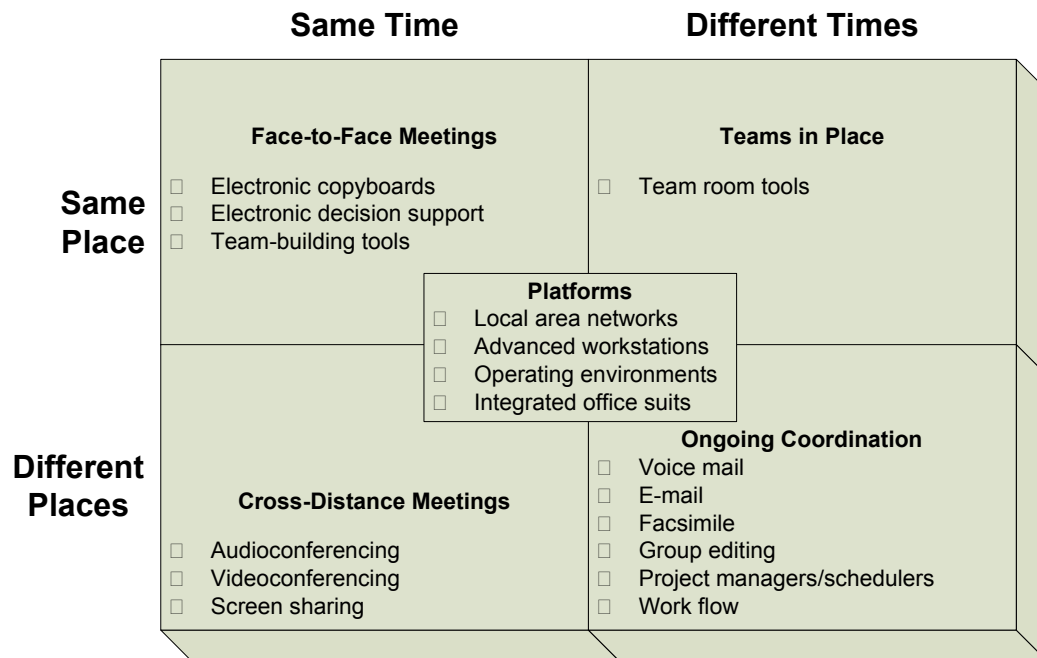 Same Time
Different Times
Same
Place
Face-to-Face Meetings
Electronic copyboards
Electronic decision support
Team-building tools
Teams in Place
Team room tools
Platforms
Local area networks
Advanced workstations
Operating environments
Integrated office suits
Different
Places
Cross-Distance Meetings
Audioconferencing
Videoconferencing
Screen sharing
Ongoing Coordination
Voice mail
E-mail
Facsimile
Group editing
Project managers/schedulers
Work flow